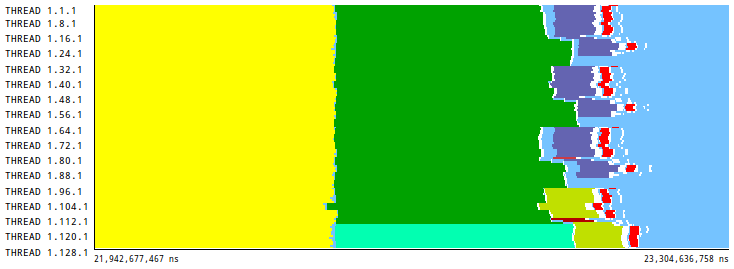 THREAD 1.1.1
THREAD 1.8.1
THREAD 1.16.1
THREAD 1.24.1
THREAD 1.32.1
THREAD 1.40.1
THREAD 1.48.1
THREAD 1.56.1
THREAD 1.64.1
THREAD 1.72.1
THREAD 1.80.1
THREAD 1.88.1
THREAD 1.96.1
THREAD 1.104.1
THREAD 1.112.1
THREAD 1.120.1
THREAD 1.128.1
21,942,677,467 ns
23,304,636,758 ns